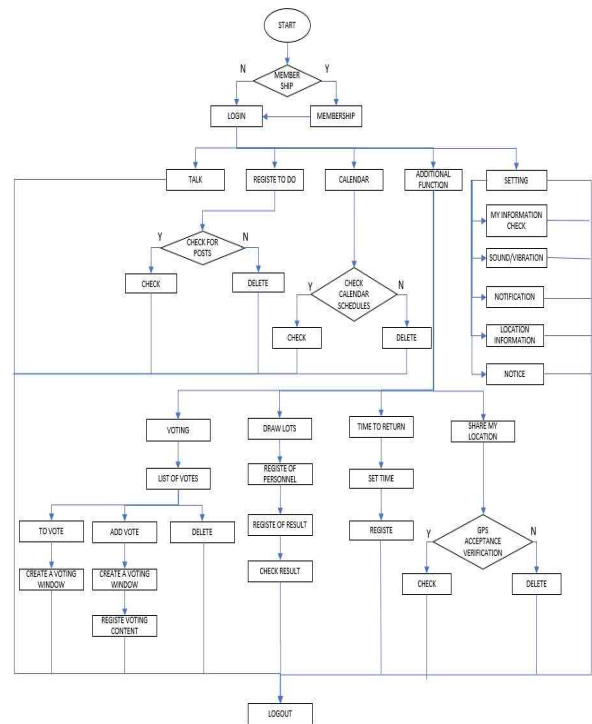 START
N
Y
MEMBER
SHIP
LOGIN
MEMBERSHIP
TALK
REGISTE TO DO
CALENDAR
ADDITIONAL
FUNCTION
SETTING
MY INFORMATION
CHECK
Y
CHECK FOR
POSTS
N
SOUND/VIBRATION
CHECK
DELETE
Y
CHECK
CALENDAR
SCHEDULES
N
NOTIFICATION
CHECK
DELETE
LOCATION
INFORMATION
NOTICE
VOTING
DRAW LOTS
TIME TO RETURN
SHARE MY
LOCATION
LIST OF VOTES
REGISTE OF
PERSONNEL
SET TIME
TO VOTE
ADD VOTE
DELETE
REGISTE OF RESULT
REGISTE
Y
GPS
ACCEPTANCE
VERIFICATION
N
CREATE A VOTING
WINDOW
CREATE A VOTING
WINDOW
CHECK RESULT
CHECK
DELETE
REGISTE VOTING
CONTENT
LOGOUT